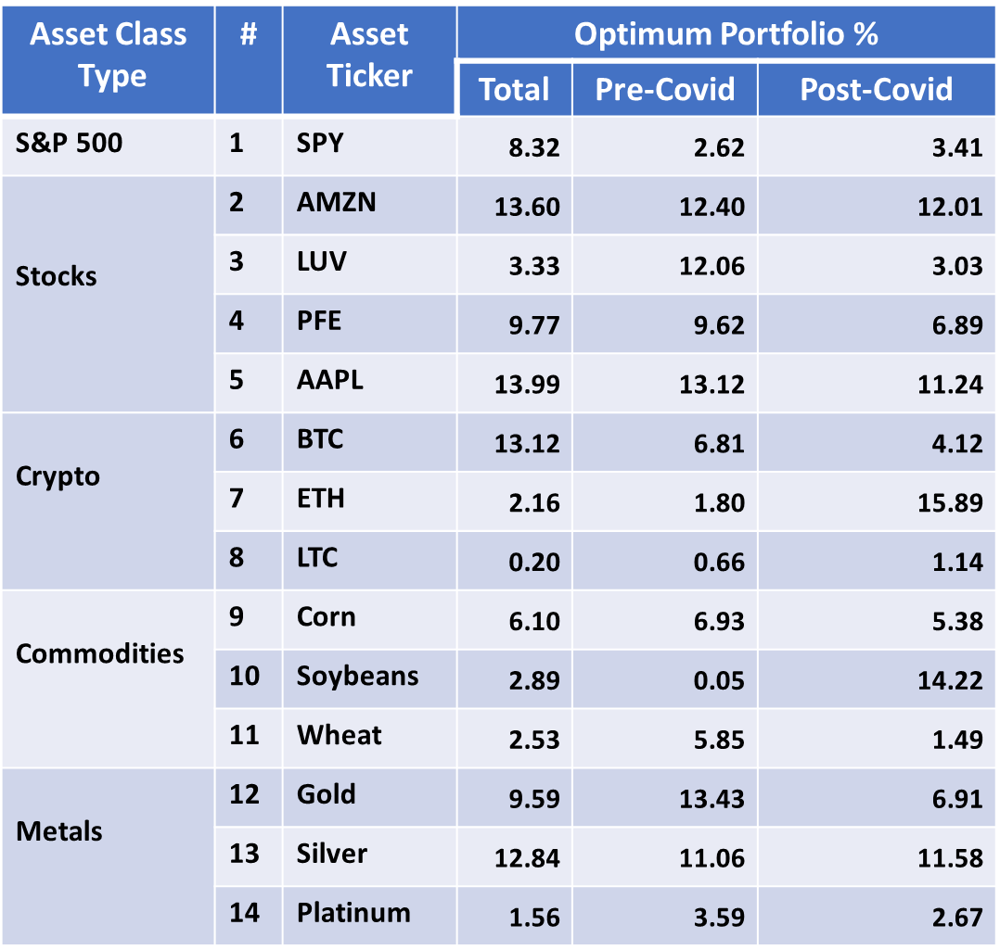 Asset Class Type # Asset Ticker Optimum Portfolio %
Total Pre-Covid Post-Covid
S&P 500 1 SPY 8.32 2.62 3.41
Stocks 2 AMZN 13.60 12.40 12.01
3 LUV 3.33 12.06 3.03
4 PFE 9.77 9.62 6.89
5 AAPL 13.99 13.12 11.24
Crypto 6 BTC 13.12 6.81 4.12
7 ETH 2.16 1.80 15.89
8 LTC 0.20 0.66 1.14
Commodities 9 Corn 6.10 6.93 5.38
10 Soybeans 2.89 0.05 14.22
11 Wheat 2.53 5.85 1.49
Metals 12 Gold 9.59 13.43 6.91
13 Silver 12.84 11.06 11.58
14 Platinum 1.56 3.59 2.67